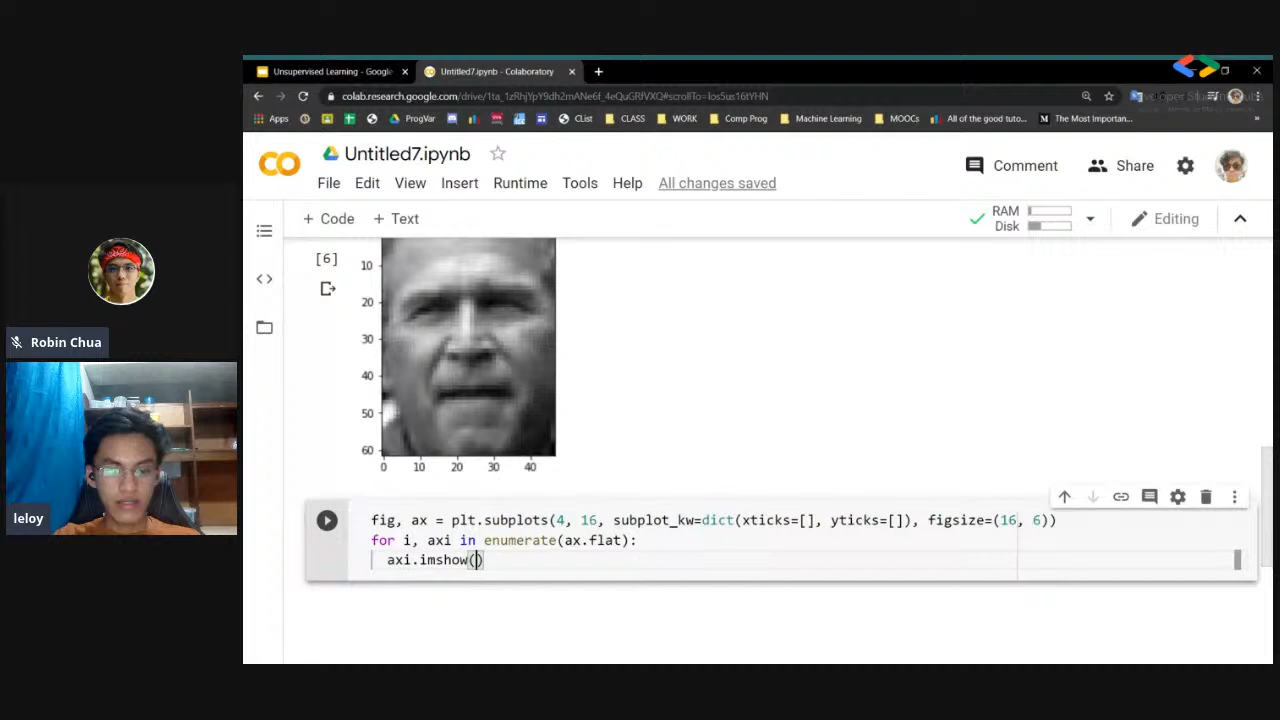 Unsupervised Learning - Google
Untitled7.ipynb - Colaboratory
colab.research.google.com/drive/1ta_1zRhjYpY9dh2mANe6f_4eQuGRfVXQ#scrollTo=los5us16tYHN
Apps
ProgVar
CList
CLASS
WORK
Comp Prog
Machine Learning
MOOCs
All of the good tuto...
The Most Importan...
Untitled7.ipynb
File Edit View Insert Runtime Tools Help All changes saved
Comment
Share
+ Code + Text
RAM
Disk
Editing
[6]
10
20
30
40
50
60
0 10 20 30 40
fig, ax = plt.subplots(4, 16, subplot_kw=dict(xticks=[], yticks=[]), figsize=(16, 6))
for i, axi in enumerate(ax.flat):
axi.imshow()
Robin Chua
leloy